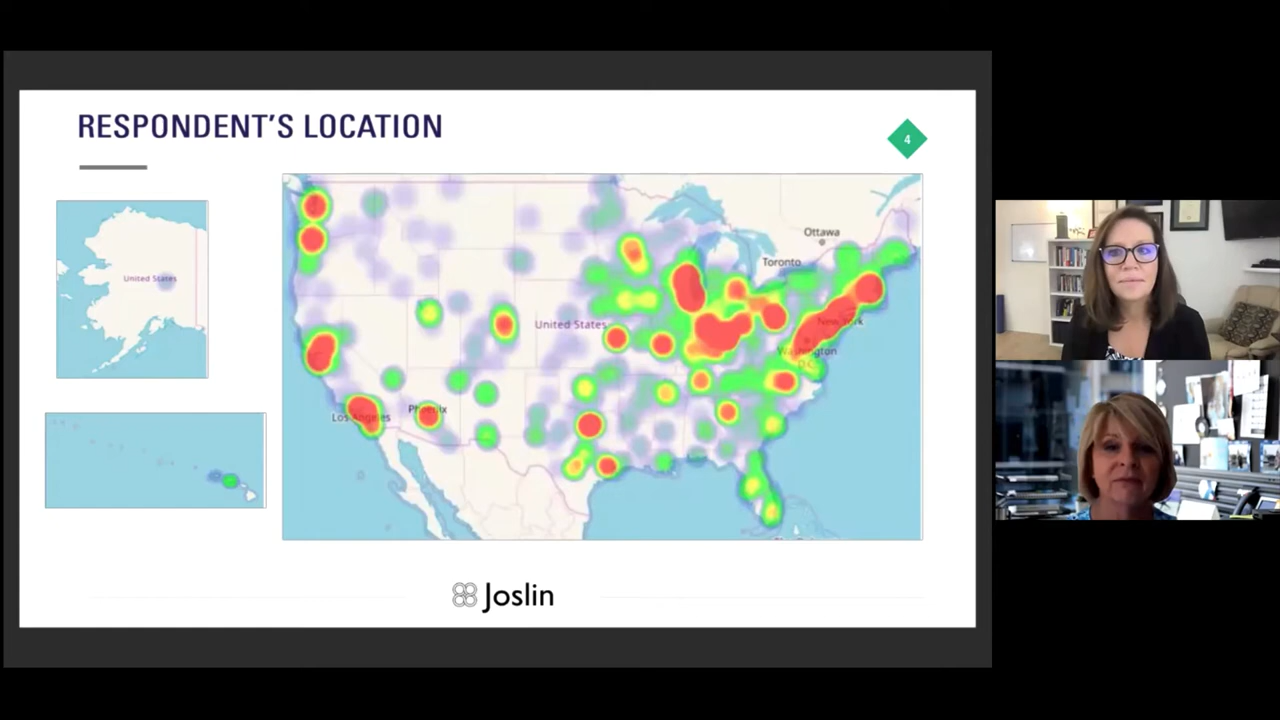 RESPONDENT'S LOCATION
4
United States
Ottawa
Toronto
United States
New York
Washington
Los Angeles
Phoenix
Joslin